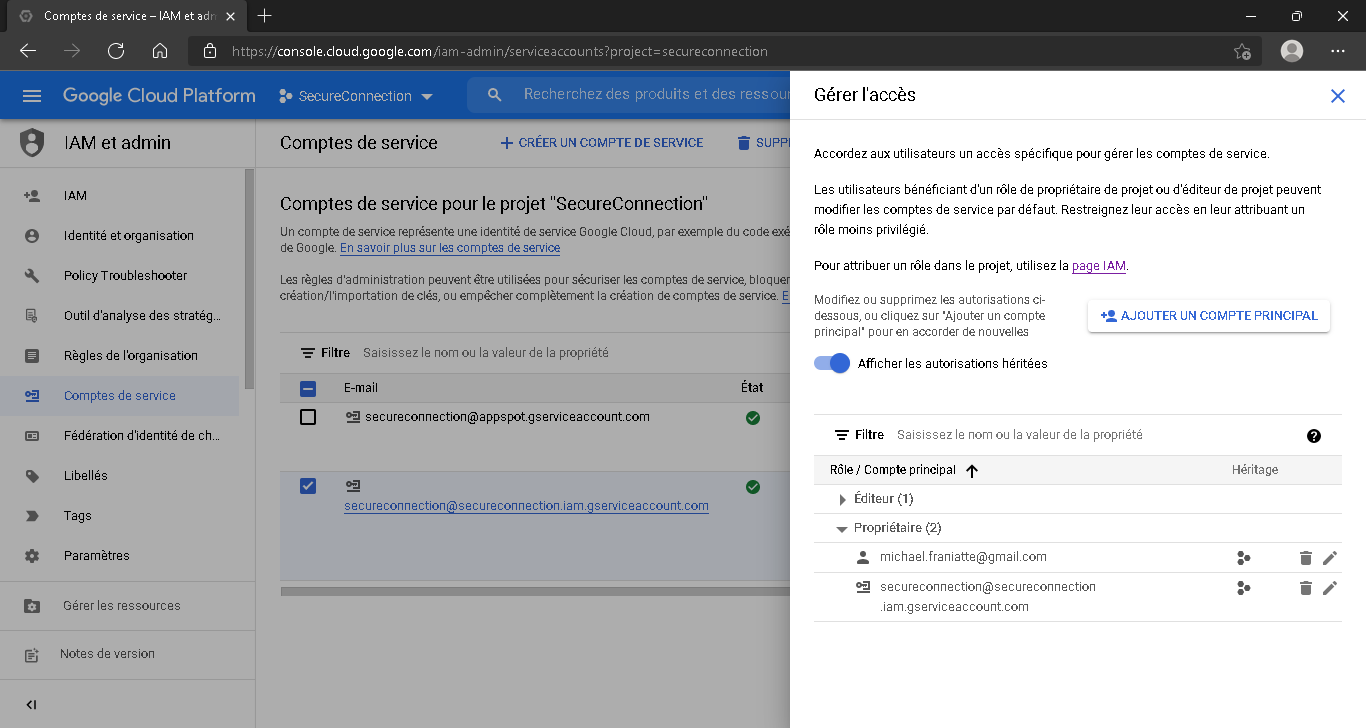 Comptes de service – IAM et adm
https://console.cloud.google.com/iam-admin/serviceaccounts?project=secureconnection
Google Cloud Platform
SecureConnection
Recherchez des produits et des ressour
IAM et admin
IAM
Identité et organisation
Policy Troubleshooter
Outil d'analyse des stratég...
Règles de l'organisation
Comptes de service
Fédération d'identité de ch...
Libellés
Tags
Paramètres
Gérer les ressources
Notes de version
Comptes de service
CRÉER UN COMPTE DE SERVICE
SUPP
Comptes de service pour le projet "SecureConnection"
Un compte de service représente une identité de service Google Cloud, par exemple du code exé
de Google. En savoir plus sur les comptes de service
Les règles d'administration peuvent être utilisées pour sécuriser les comptes de service, bloquer
création/l'importation de clés, ou empêcher complètement la création de comptes de service. E
Filtre Saisissez le nom ou la valeur de la propriété
E-mail État
secureconnection@appspot.gserviceaccount.com
secureconnection@secureconnection.iam.gserviceaccount.com
Gérer l'accès
Accordez aux utilisateurs un accès spécifique pour gérer les comptes de service.
Les utilisateurs bénéficiant d'un rôle de propriétaire de projet ou d'éditeur de projet peuvent
modifier les comptes de service par défaut. Restreignez leur accès en leur attribuant un
rôle moins privilégié.
Pour attribuer un rôle dans le projet, utilisez la page IAM.
Modifiez ou supprimez les autorisations ci-
dessous, ou cliquez sur "Ajouter un compte
principal" pour en accorder de nouvelles
AJOUTER UN COMPTE PRINCIPAL
Afficher les autorisations héritées
Filtre Saisissez le nom ou la valeur de la propriété
Rôle / Compte principal Héritage
Éditeur (1)
Propriétaire (2)
michael.franiatte@gmail.com
secureconnection@secureconnection
.iam.gserviceaccount.com